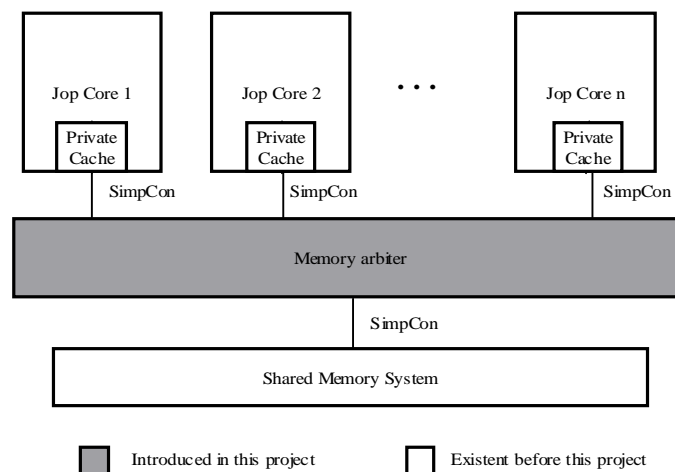 Jop Core 1 Jop Core 2 . . . Jop Core n
Private Cache Private Cache Private Cache
SimpCon SimpCon SimpCon
Memory arbiter
SimpCon
Shared Memory System
Introduced in this project Existent before this project